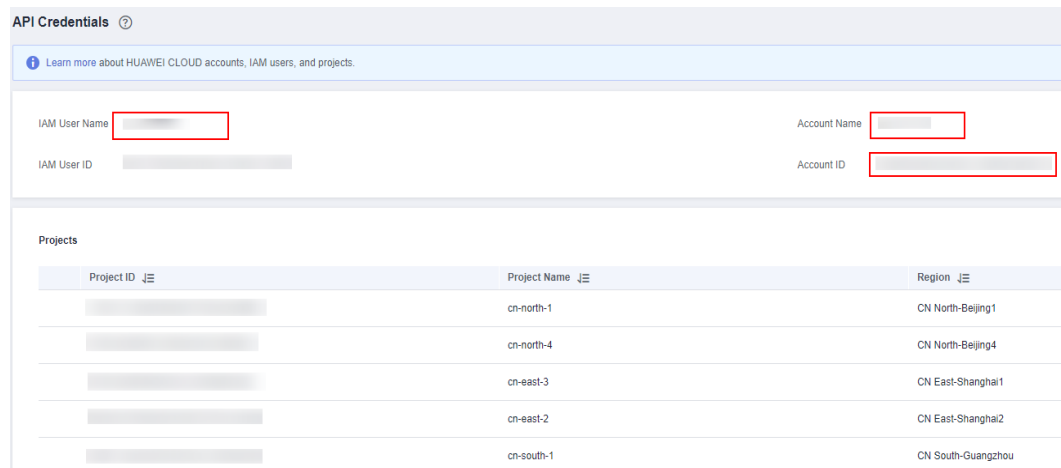 API Credentials ?
Learn more about HUAWEI CLOUD accounts, IAM users, and projects.
IAM User Name
Account Name
IAM User ID
Account ID
Projects
Project ID Project Name Region
cn-north-1 CN North-Beijing1
cn-north-4 CN North-Beijing4
cn-east-3 CN East-Shanghai1
cn-east-2 CN East-Shanghai2
cn-south-1 CN South-Guangzhou